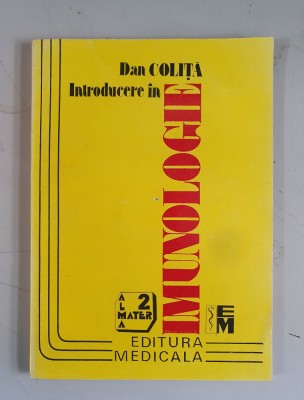 Dan COLIȚĂ
Introducere în
IMUNOLOGIE
ALMA
MATER
2
EM
EDITURA
MEDICALA